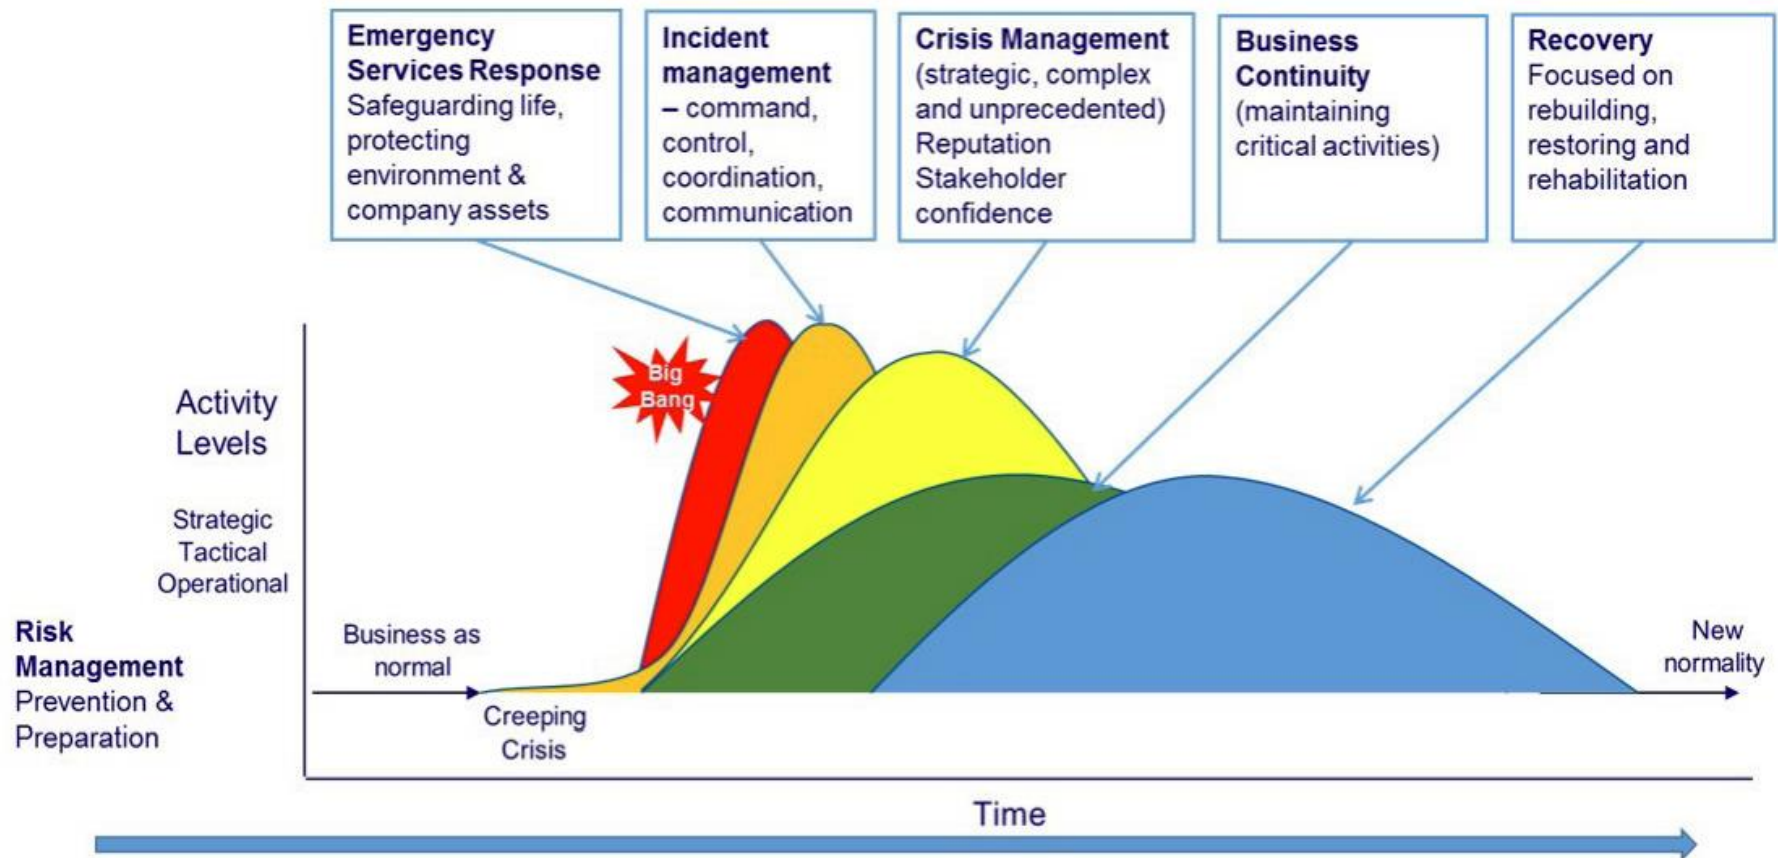 Emergency
Services Response
Safeguarding life,
protecting
environment &
company assets
Incident
management
– command,
control,
coordination,
communication
Crisis Management
(strategic, complex
and unprecedented)
Reputation
Stakeholder
confidence
Business
Continuity
(maintaining
critical activities)
Recovery
Focused on
rebuilding,
restoring and
rehabilitation
Big
Bang
Activity
Levels
Strategic
Tactical
Operational
Risk
Management
Prevention &
Preparation
Business as
normal
Creeping
Crisis
New
normality
Time